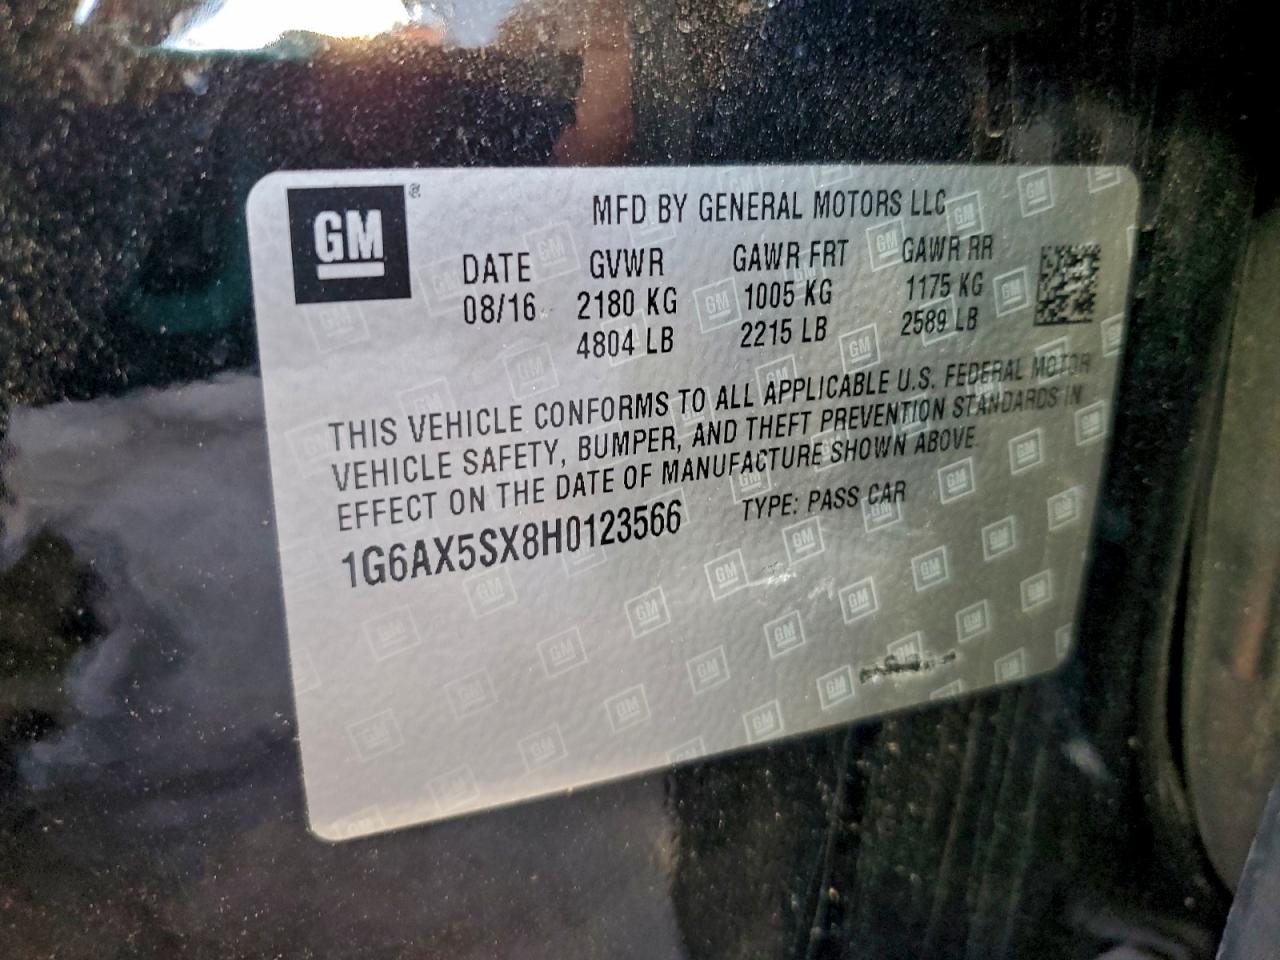 GM®
MFD BY GENERAL MOTORS LLC
DATE GVWR GAWR FRT GAWR RR
08/16 2180 KG 1005 KG 1175 KG
4804 LB 2215 LB 2589 LB
THIS VEHICLE CONFORMS TO ALL APPLICABLE U.S. FEDERAL MOTOR
VEHICLE SAFETY, BUMPER, AND THEFT PREVENTION STANDARDS IN
EFFECT ON THE DATE OF MANUFACTURE SHOWN ABOVE
1G6AX5SX8H0123566 TYPE: PASS CAR